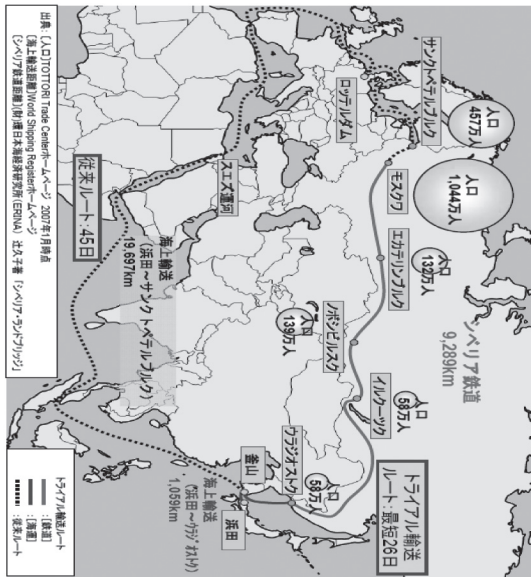 シベリア鉄道
9,289km
トライアル輸送
ルート:最短26日
人口
457万人
人口
1,044万人
人口
132万人
人口
139万人
人口
58万人
人口
58万人
サンクトペテルブルク
ロッテルダム
モスクワ
エカテリンブルク
ノボシビルスク
イルクーツク
ウラジオストク
釜山
浜田
スエズ運河
海上輸送
(浜田~ウラジオストク)
1,059km
海上輸送
(浜田~サンクトペテルブルク)
19,697km
従来ルート:45日
トライアル輸送ルート
:[鉄道]
:[海運]
:従来ルート
出典:〔人口〕TOTTORI Trade Centerホームページ 2007年1月時点
〔海上輸送距離〕World Shipping Registerホームページ
〔シベリア鉄道距離〕(財)環日本海経済研究所(ERINA) 辻久子著 「シベリア・ランドブリッジ」